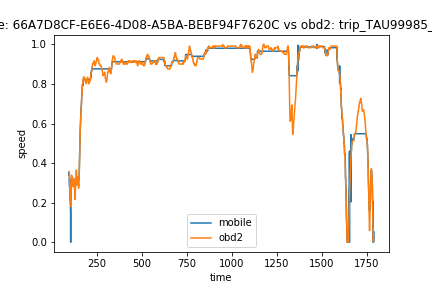 e: 66A7D8CF-E6E6-4D08-A5BA-BEBF94F7620C vs obd2: trip_TAU99985_
1.0
0.8
0.6
0.4
0.2
0.0
speed
mobile
obd2
250 500 750 1000 1250 1500 1750
time